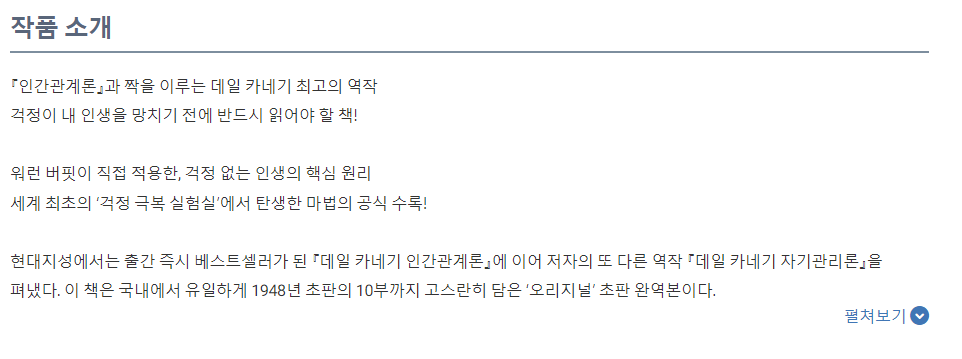 작품 소개
『인간관계론』과 짝을 이루는 데일 카네기 최고의 역작
걱정이 내 인생을 망치기 전에 반드시 읽어야 할 책!
워런 버핏이 직접 적용한, 걱정 없는 인생의 핵심 원리
세계 최초의 ‘걱정 극복 실험실’에서 탄생한 마법의 공식 수록!
현대지성에서는 출간 즉시 베스트셀러가 된 『데일 카네기 인간관계론』에 이어 저자의 또 다른 역작 『데일 카네기 자기관리론』을
펴냈다. 이 책은 국내에서 유일하게 1948년 초판의 10부까지 고스란히 담은 ‘오리지널’ 초판 완역본이다.
펼쳐보기